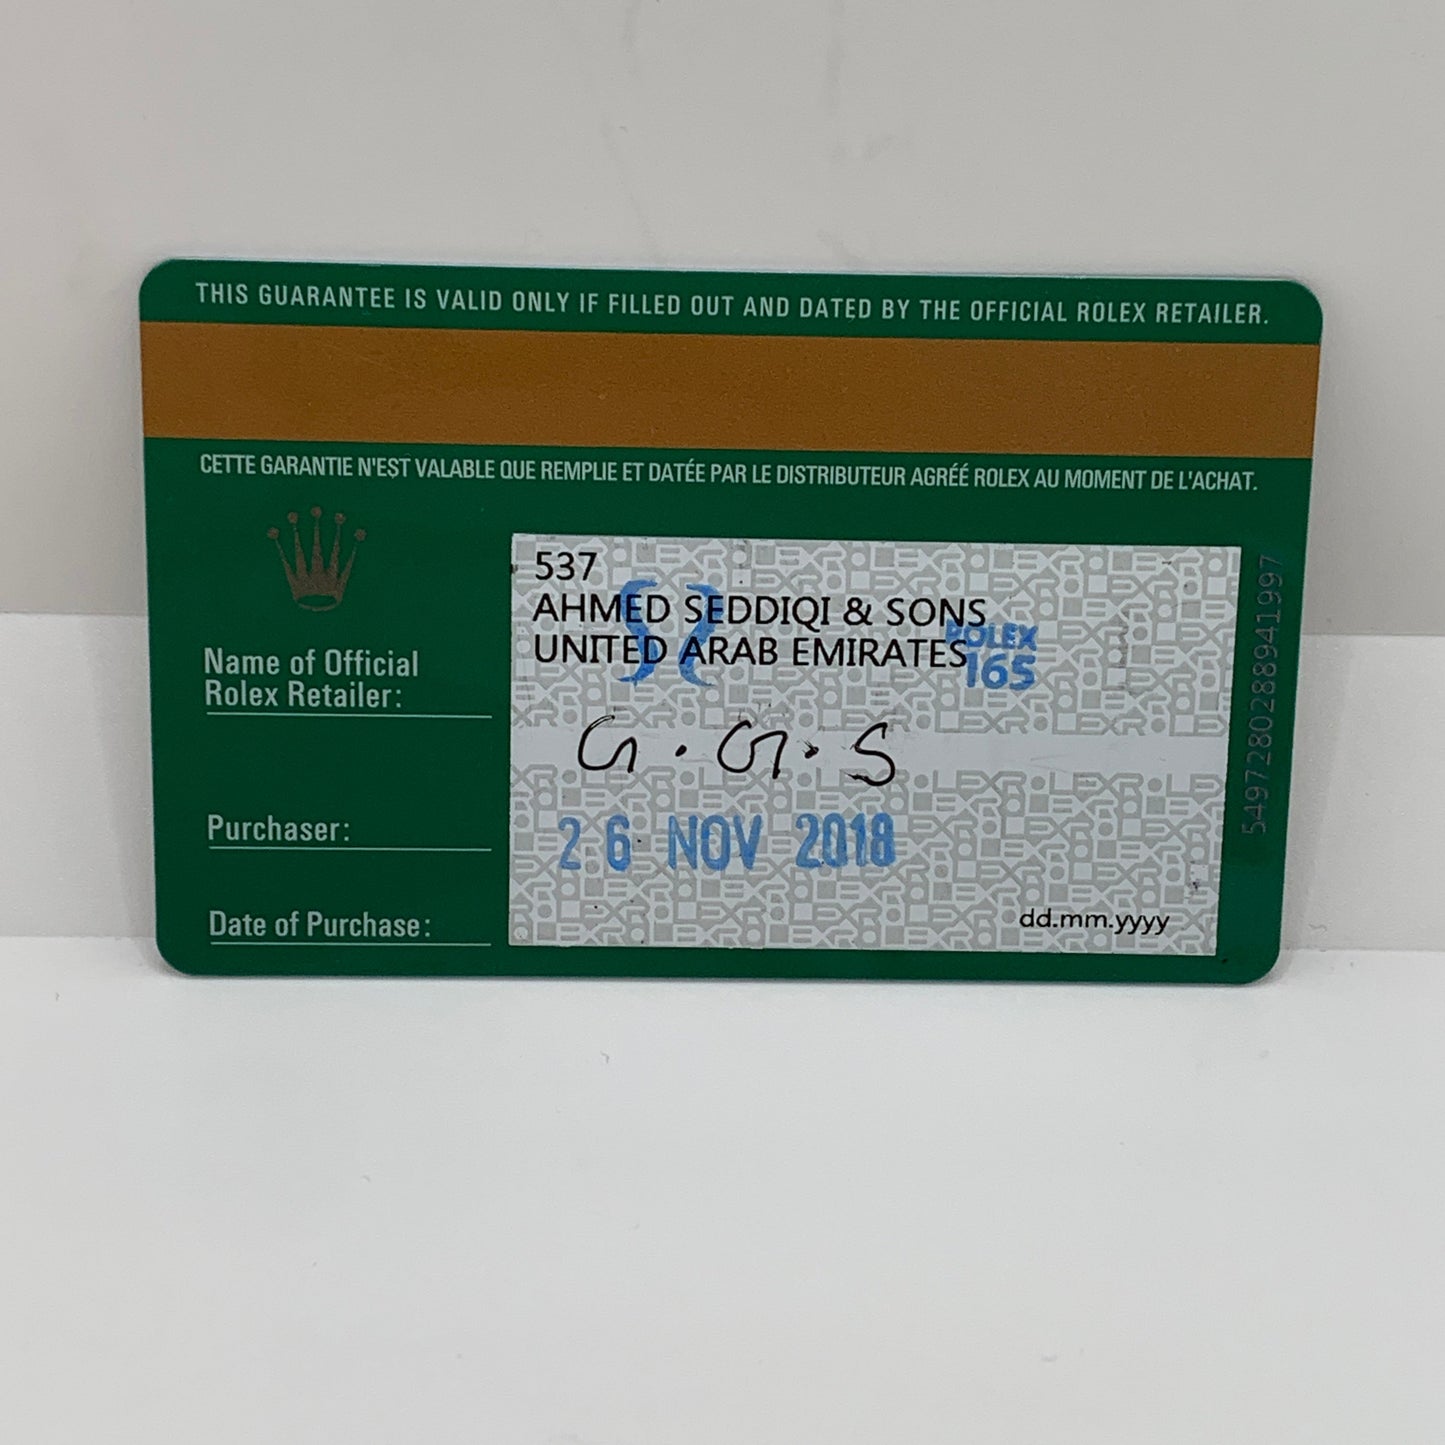 THIS GUARANTEE IS VALID ONLY IF FILLED OUT AND DATED BY THE OFFICIAL ROLEX RETAILER.
CETTE GARANTIE N'EST VALABLE QUE REMPLIE ET DATÉE PAR LE DISTRIBUTEUR AGRÉÉ ROLEX AU MOMENT DE L'ACHAT.
537
AHMED SEDDIQI & SONS
UNITED ARAB EMIRATES
ROLEX
165
Name of Official
Rolex Retailer:
G.G.S
Purchaser:
26 NOV 2018
Date of Purchase:
dd.mm.yyyy
5497280288941997